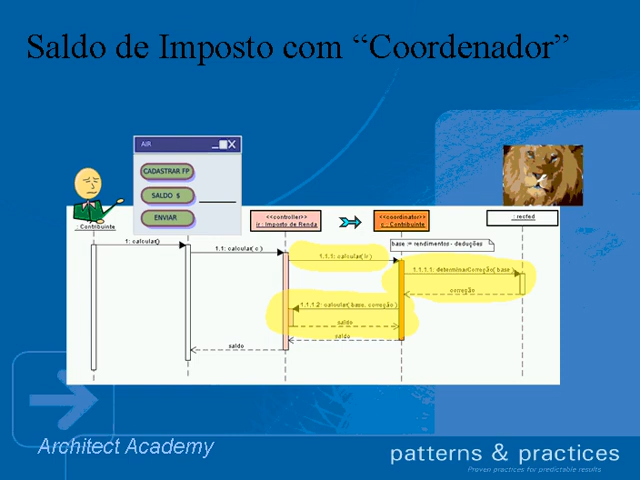 Saldo de Imposto com “Coordenador”
AIR
CADASTRAR FP
SALDO $
ENVIAR
: Contribuinte
<<controller>>
ir : Imposto de Renda
<<coordinator>>
c : Contribuinte
: recfed
base := rendimentos - deduções
1: calcular()
1.1: calcular( c )
1.1.1: calcular( ir )
1.1.1.1: determinarCorreção( base )
correção
1.1.1.2: calcular( base, correção )
saldo
saldo
saldo
Architect Academy
patterns & practices
Proven practices for predictable results